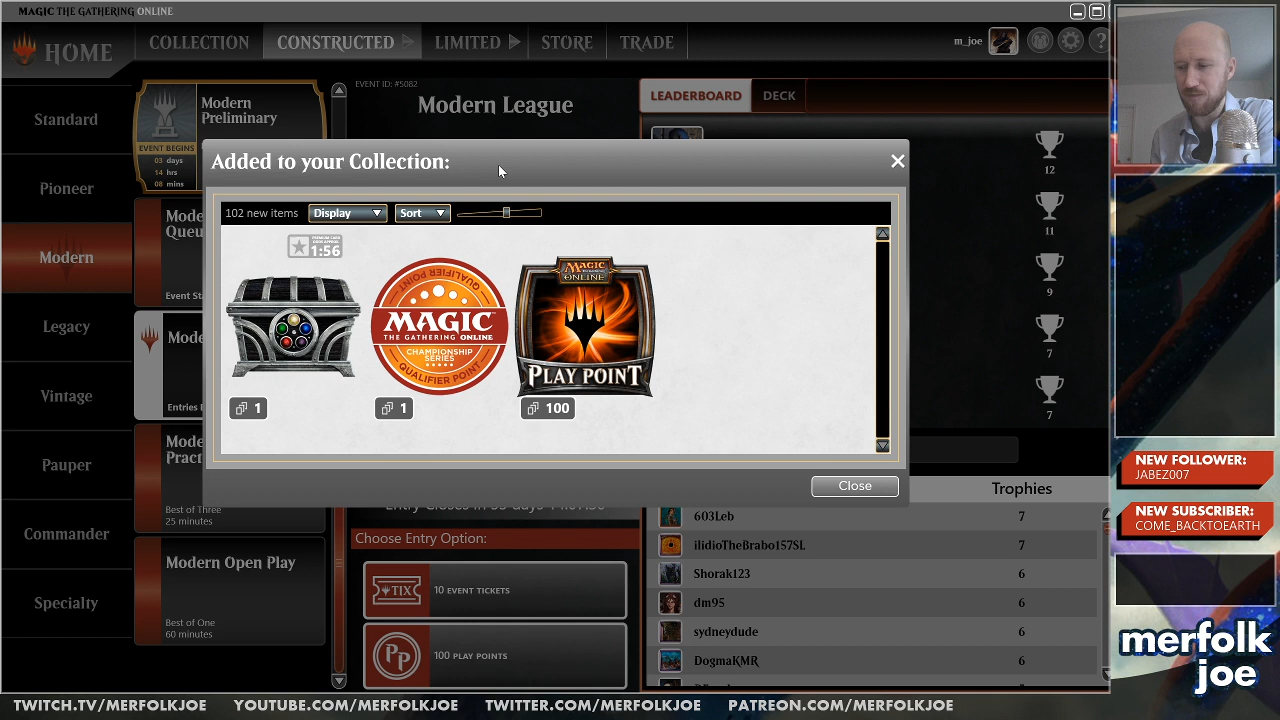 MAGIC THE GATHERING ONLINE
HOME
COLLECTION
CONSTRUCTED
LIMITED
STORE
TRADE
m_joe
?
Standard
Pioneer
Modern
Legacy
Vintage
Pauper
Commander
Specialty
Modern
Preliminary
EVENT BEGINS
03 days
14 hrs
08 mins
Mode
Queu
Event St
Mode
Entries
Mode
Pract
Best of Three
25 minutes
Modern Open Play
Best of One
60 minutes
EVENT ID: #5082
Modern League
LEADERBOARD
DECK
12
11
9
7
7
Added to your Collection:
102 new items
Display
Sort
1:56
QUALIFIER POINT
MAGIC
THE GATHERING ONLINE
CHAMPIONSHIP
SERIES
QUALIFIER POINT
MAGIC
ONLINE
PLAY POINT
1
1
100
Close
Choose Entry Option:
TIX
10 EVENT TICKETS
PP
100 PLAY POINTS
Trophies
603Leb 7
ilidioTheBrabo157SL 7
Shorak123 6
dm95 6
sydneydude 6
DogmaKMR 6
NEW FOLLOWER:
JABEZ007
NEW SUBSCRIBER:
COME_BACKTOEARTH
merfolk
joe
TWITCH.TV/MERFOLKJOE
YOUTUBE.COM/MERFOLKJOE
TWITTER.COM/MERFOLKJOE
PATREON.COM/MERFOLKJOE